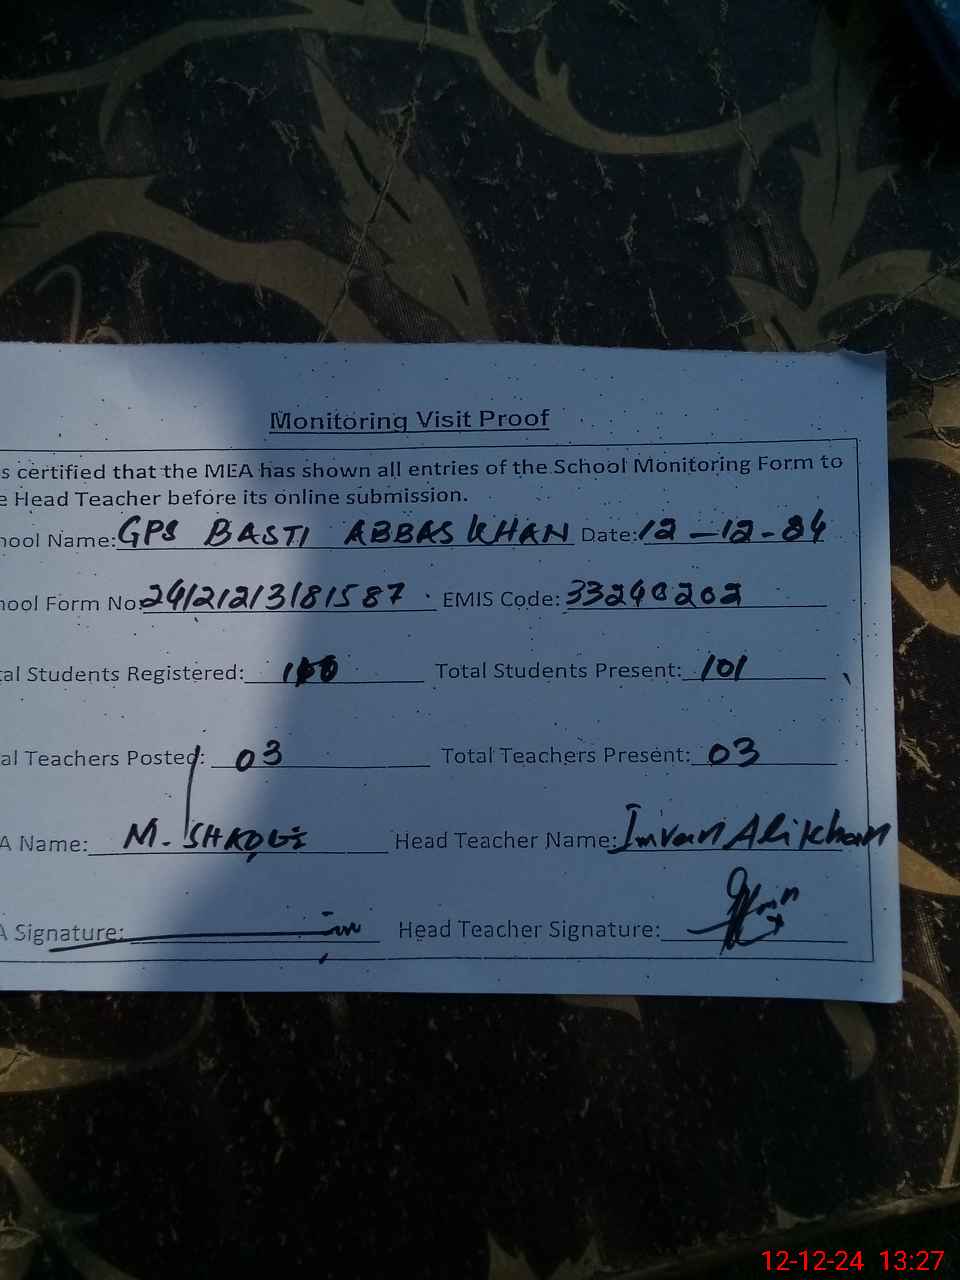 Monitoring Visit Proof
s certified that the MEA has shown all entries of the School Monitoring Form to
e Head Teacher before its online submission.
hool Name: GPS BASTI ABBAS KHAN Date: 12-12-24
hool Form No: 24121213181587 EMIS Code: 33240202
tal Students Registered: Total Students Present: 101
al Teachers Posted: 03 Total Teachers Present: 03
A Name: M. Head Teacher Name: Imran Ali Khan
A Signature: Head Teacher Signature:
12-12-24 13:27